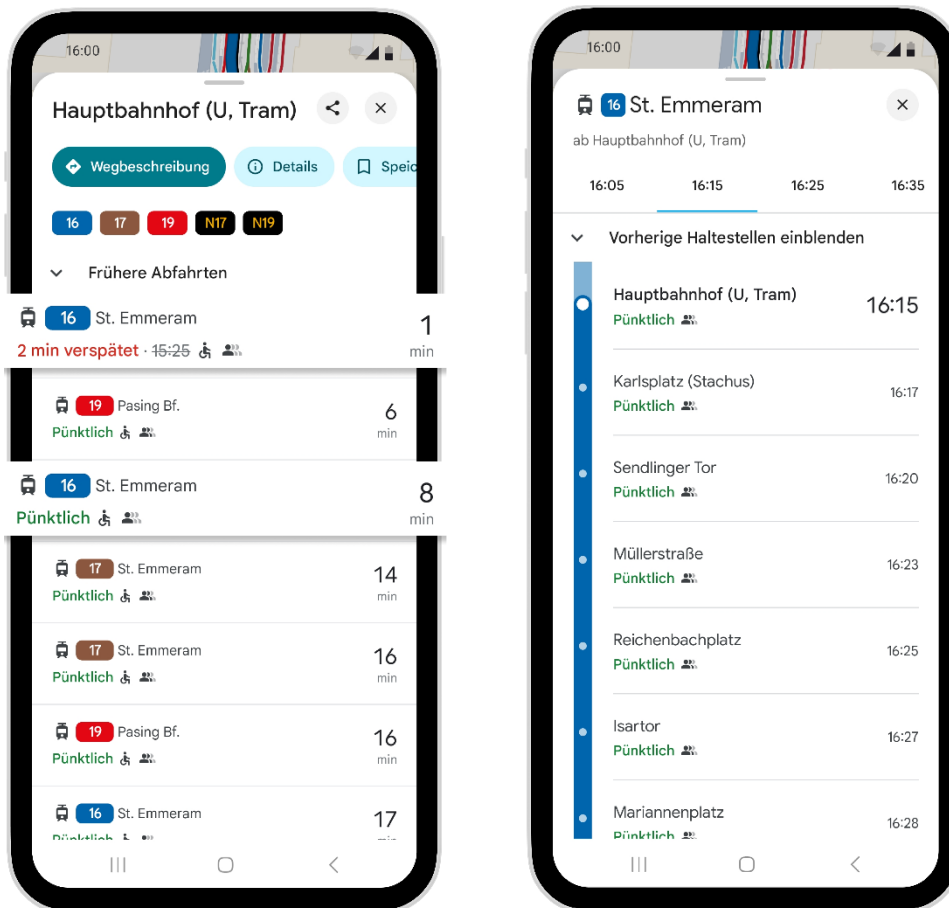 16:00
Hauptbahnhof (U, Tram)
Wegbeschreibung
Details
Speic
16 17 19 N17 N19
Frühere Abfahrten
16 St. Emmeram 1
2 min verspätet · 15:25 min
19 Pasing Bf. 6
Pünktlich min
16 St. Emmeram 8
Pünktlich min
17 St. Emmeram 14
Pünktlich min
17 St. Emmeram 16
Pünktlich min
19 Pasing Bf. 16
Pünktlich min
16 St. Emmeram 17
Pünktlich min
16:00
16 St. Emmeram
ab Hauptbahnhof (U, Tram)
16:05 16:15 16:25 16:35
Vorherige Haltestellen einblenden
Hauptbahnhof (U, Tram) 16:15
Pünktlich
Karlsplatz (Stachus) 16:17
Pünktlich
Sendlinger Tor 16:20
Pünktlich
Müllerstraße 16:23
Pünktlich
Reichenbachplatz 16:25
Pünktlich
Isartor 16:27
Pünktlich
Mariannenplatz 16:28
Pünktlich